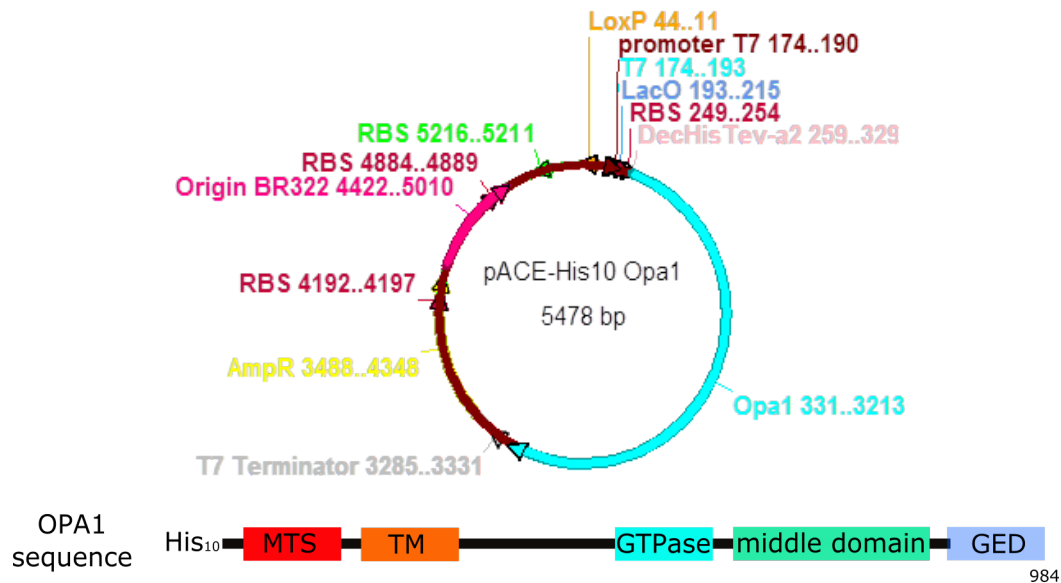 LoxP 44..11
promoter T7 174..190
T7 174..193
LacO 193..215
RBS 249..254
DecHisTev-a2 259..329
RBS 5216..5211
RBS 4884..4889
Origin BR322 4422..5010
pACE-His10 Opa1
5478 bp
RBS 4192..4197
AmpR 3488..4348
Opa1 331..3213
T7 Terminator 3285..3331
OPA1
sequence
His10 MTS TM GTPase middle domain GED
984